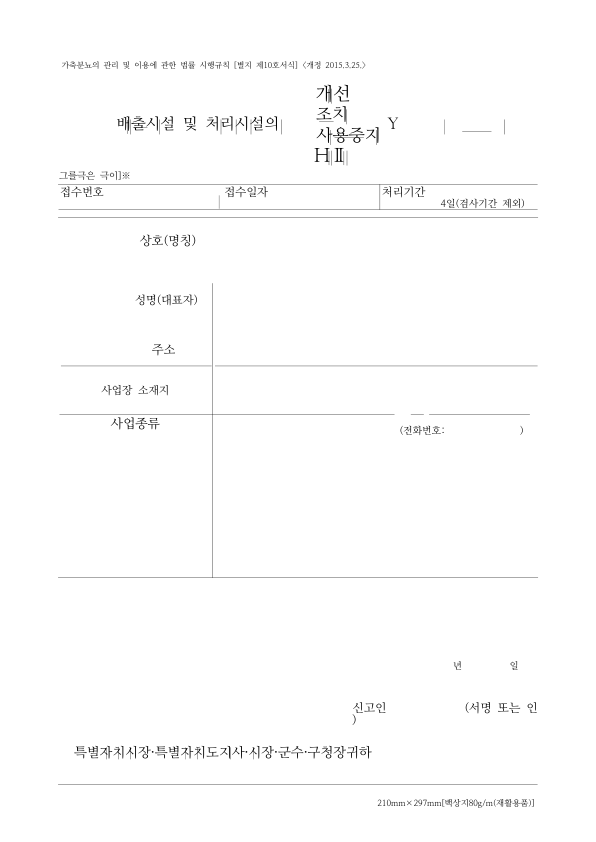 가축분뇨의 관리 및 이용에 관한 법률 시행규칙 [별지 제10호서식] <개정 2015.3.25.>
개선
조치
배출시설 및 처리시설의 사용중지 Y
HⅡ
그를극은 극이]※
접수번호 접수일자 처리기간
4일(검사기간 제외)
상호(명칭)
성명(대표자)
주소
사업장 소재지
사업종류
(전화번호: )
년 일
신고인 (서명 또는 인
)
특별자치시장·특별자치도지사·시장·군수·구청장귀하
210mm×297mm[백상지80g/m(재활용품)]